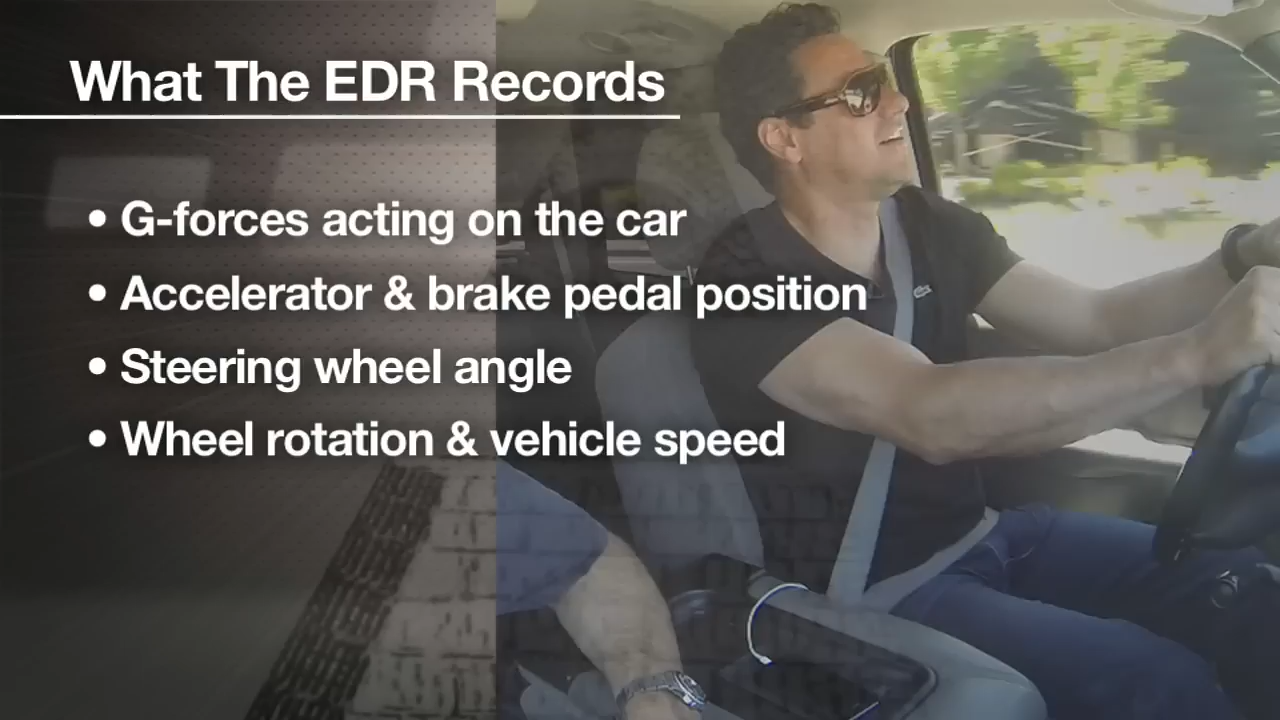 What The EDR Records
• G-forces acting on the car
• Accelerator & brake pedal position
• Steering wheel angle
• Wheel rotation & vehicle speed